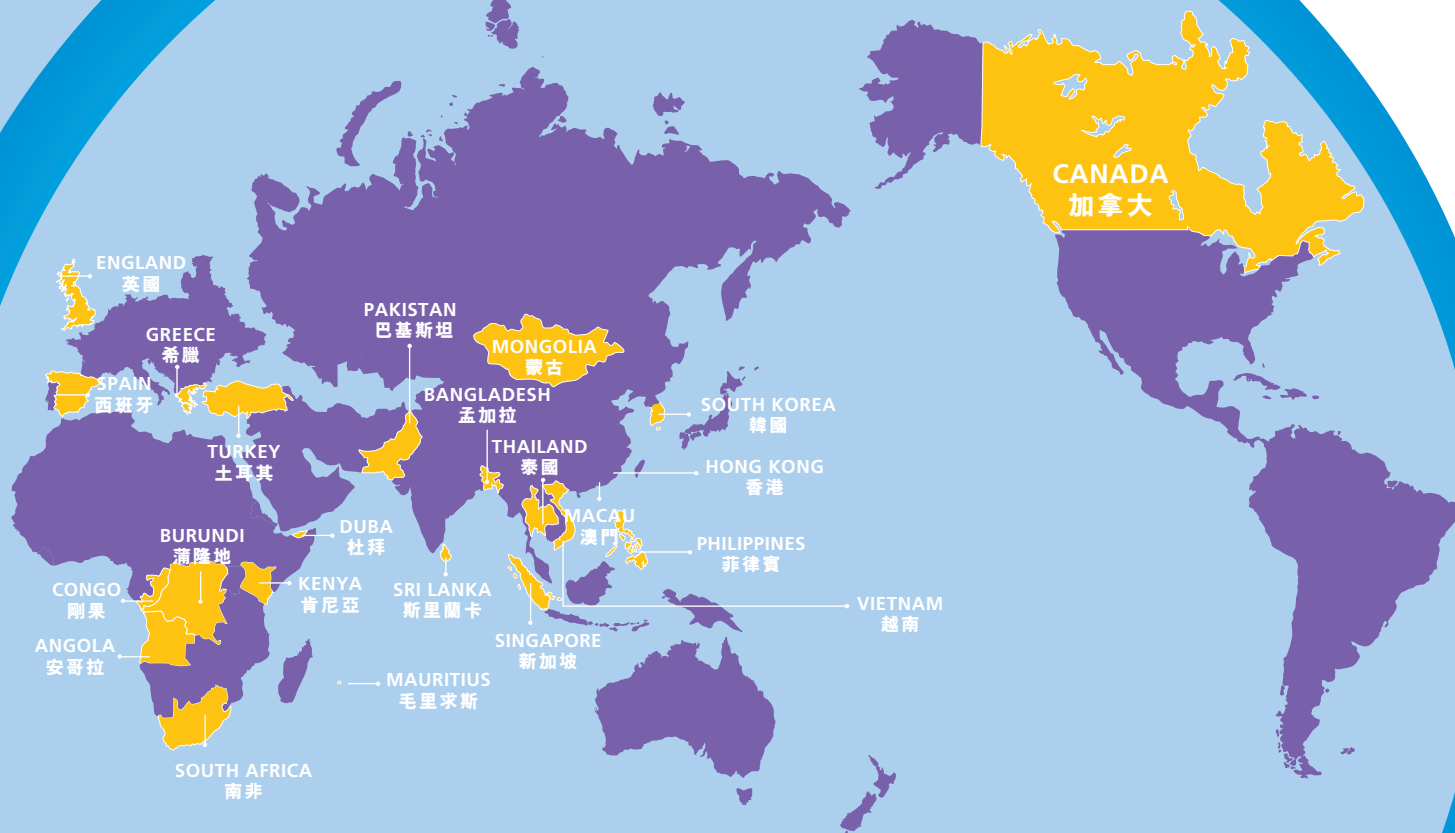 CANADA
加拿大
ENGLAND
英國
PAKISTAN
巴基斯坦
GREECE
希臘
MONGOLIA
蒙古
SPAIN
西班牙
BANGLADESH
孟加拉
SOUTH KOREA
韓國
TURKEY
土耳其
THAILAND
泰國
HONG KONG
香港
MACAU
澳門
DUBA
杜拜
BURUNDI
蒲隆地
PHILIPPINES
菲律賓
CONGO
剛果
KENYA
肯尼亞
SRI LANKA
斯里蘭卡
VIETNAM
越南
ANGOLA
安哥拉
SINGAPORE
新加坡
MAURITIUS
毛里求斯
SOUTH AFRICA
南非